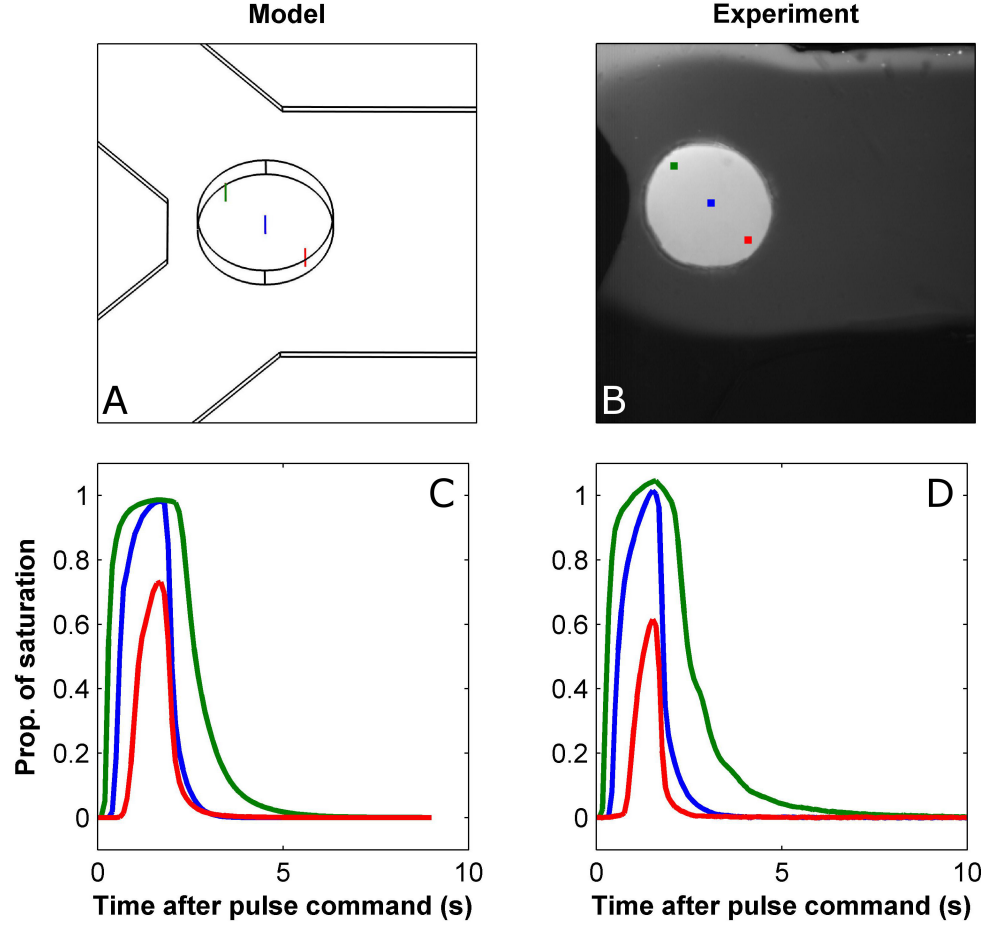 Model
Experiment
A
B
C
D
Prop. of saturation
1
0.8
0.6
0.4
0.2
0
0
5
10
Time after pulse command (s)
1
0.8
0.6
0.4
0.2
0
0
5
10
Time after pulse command (s)